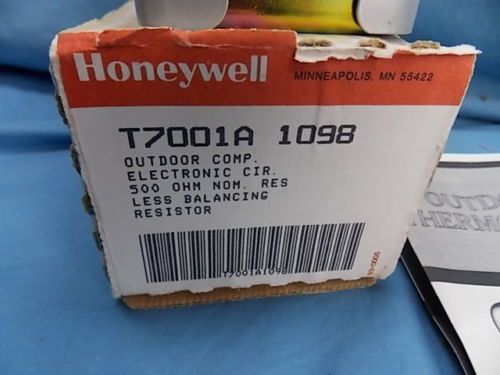 Honeywell
MINNEAPOLIS, MN 55422
T7001A 1098
OUTDOOR COMP.
ELECTRONIC CIR.
500 OHM NOM. RES
LESS BALANCING
RESISTOR
T7001A1098